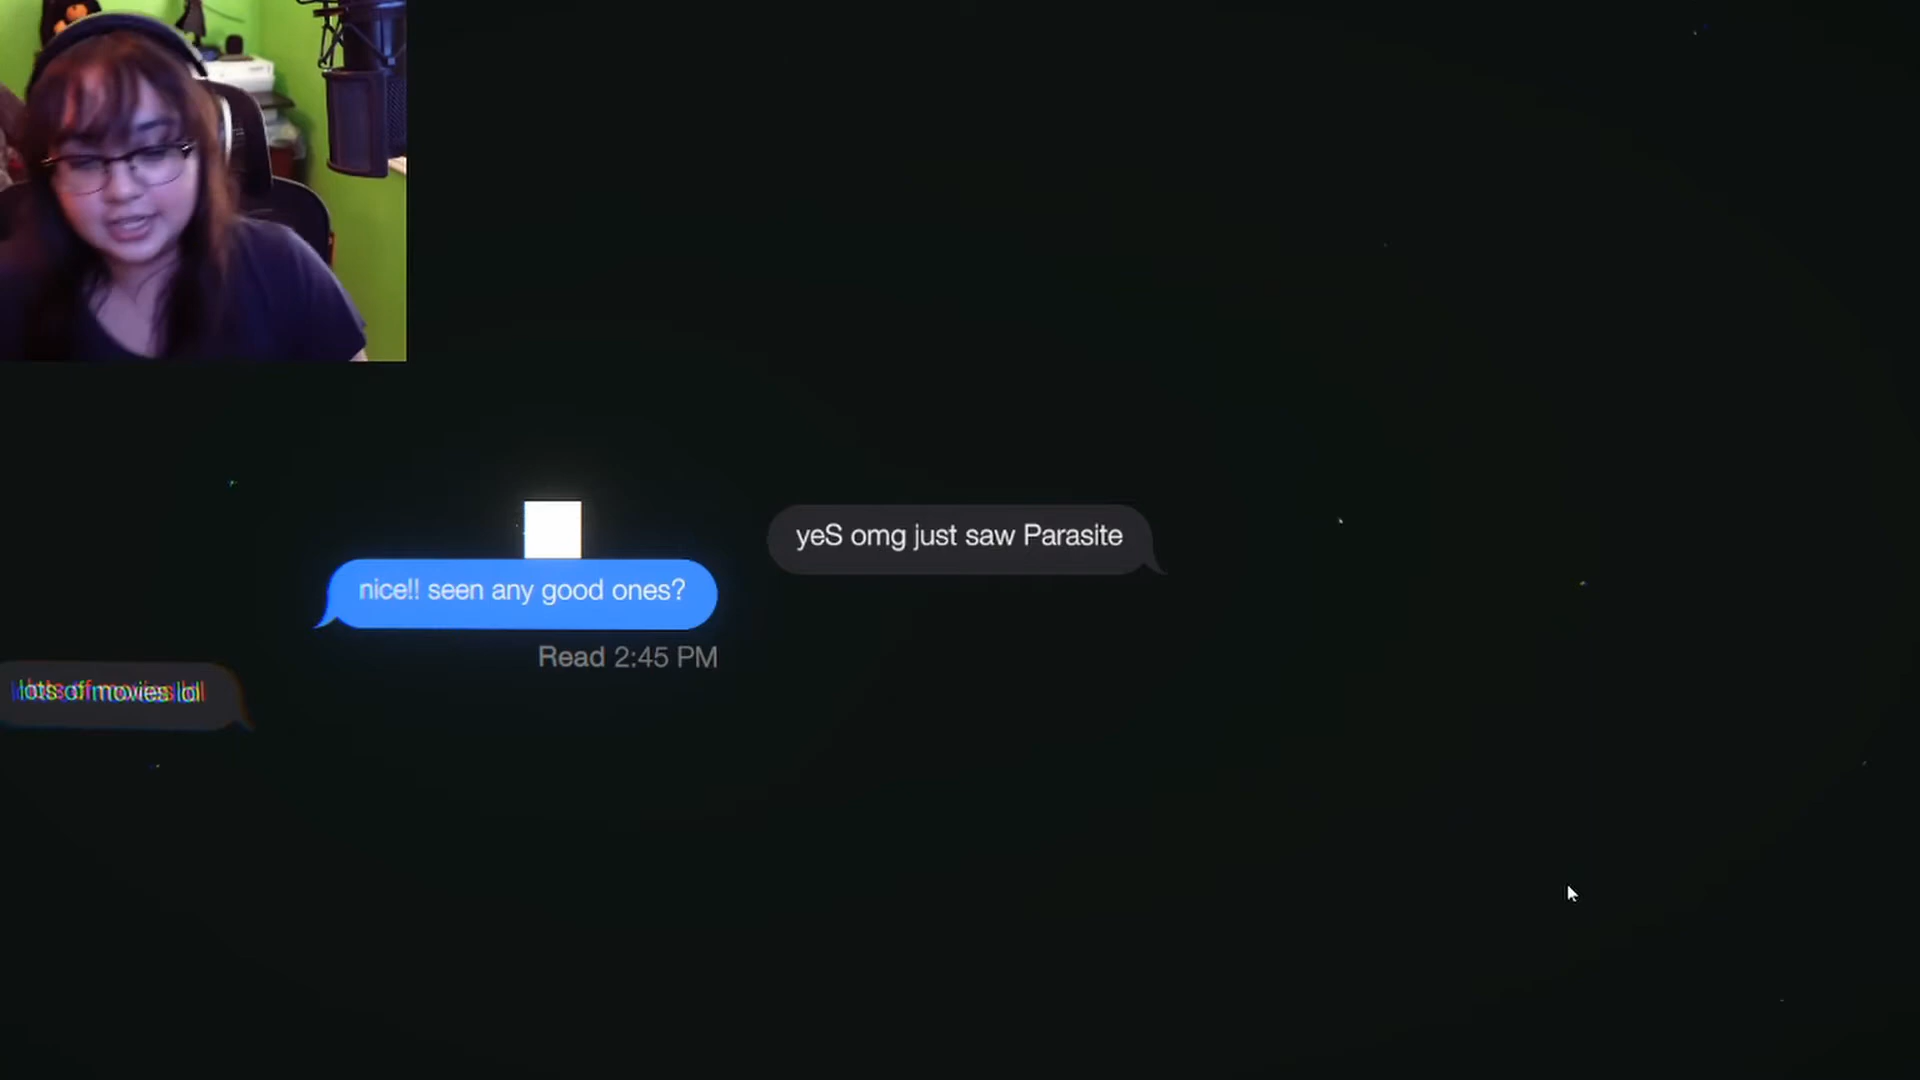 lots of movies lol
nice!! seen any good ones?
Read 2:45 PM
yeS omg just saw Parasite